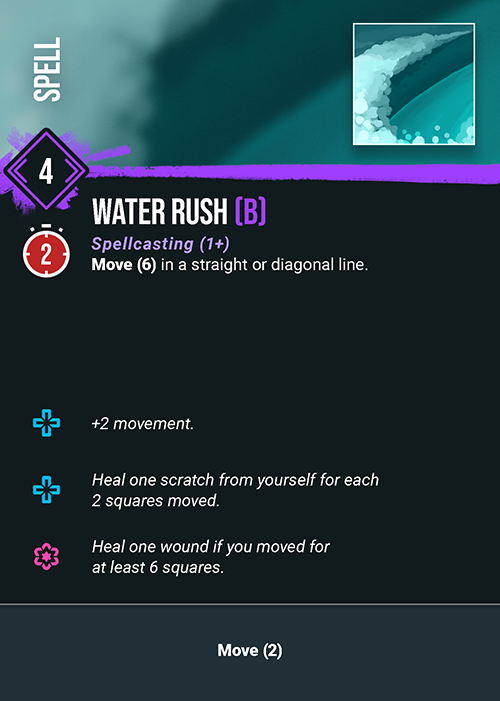 SPELL
4
WATER RUSH (B)
2
Spellcasting (1+)
Move (6) in a straight or diagonal line.
+2 movement.
Heal one scratch from yourself for each
2 squares moved.
Heal one wound if you moved for
at least 6 squares.
Move (2)